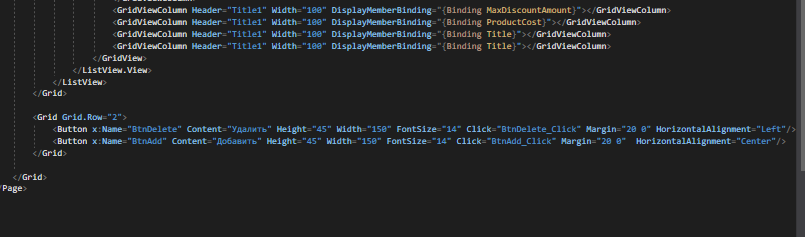 <GridViewColumn Header="Title1" Width="100" DisplayMemberBinding="{Binding MaxDiscountAmount}"></GridViewColumn>
<GridViewColumn Header="Title1" Width="100" DisplayMemberBinding="{Binding ProductCost}"></GridViewColumn>
<GridViewColumn Header="Title1" Width="100" DisplayMemberBinding="{Binding Title}"></GridViewColumn>
<GridViewColumn Header="Title1" Width="100" DisplayMemberBinding="{Binding Title}"></GridViewColumn>
</GridView>
</ListView.View>
</ListView>
</Grid>
<Grid Grid.Row="2">
<Button x:Name="BtnDelete" Content="Удалить" Height="45" Width="150" FontSize="14" Click="BtnDelete_Click" Margin="20 0" HorizontalAlignment="Left"/>
<Button x:Name="BtnAdd" Content="Добавить" Height="45" Width="150" FontSize="14" Click="BtnAdd_Click" Margin="20 0"  HorizontalAlignment="Center"/>
</Grid>
</Grid>
/Page>